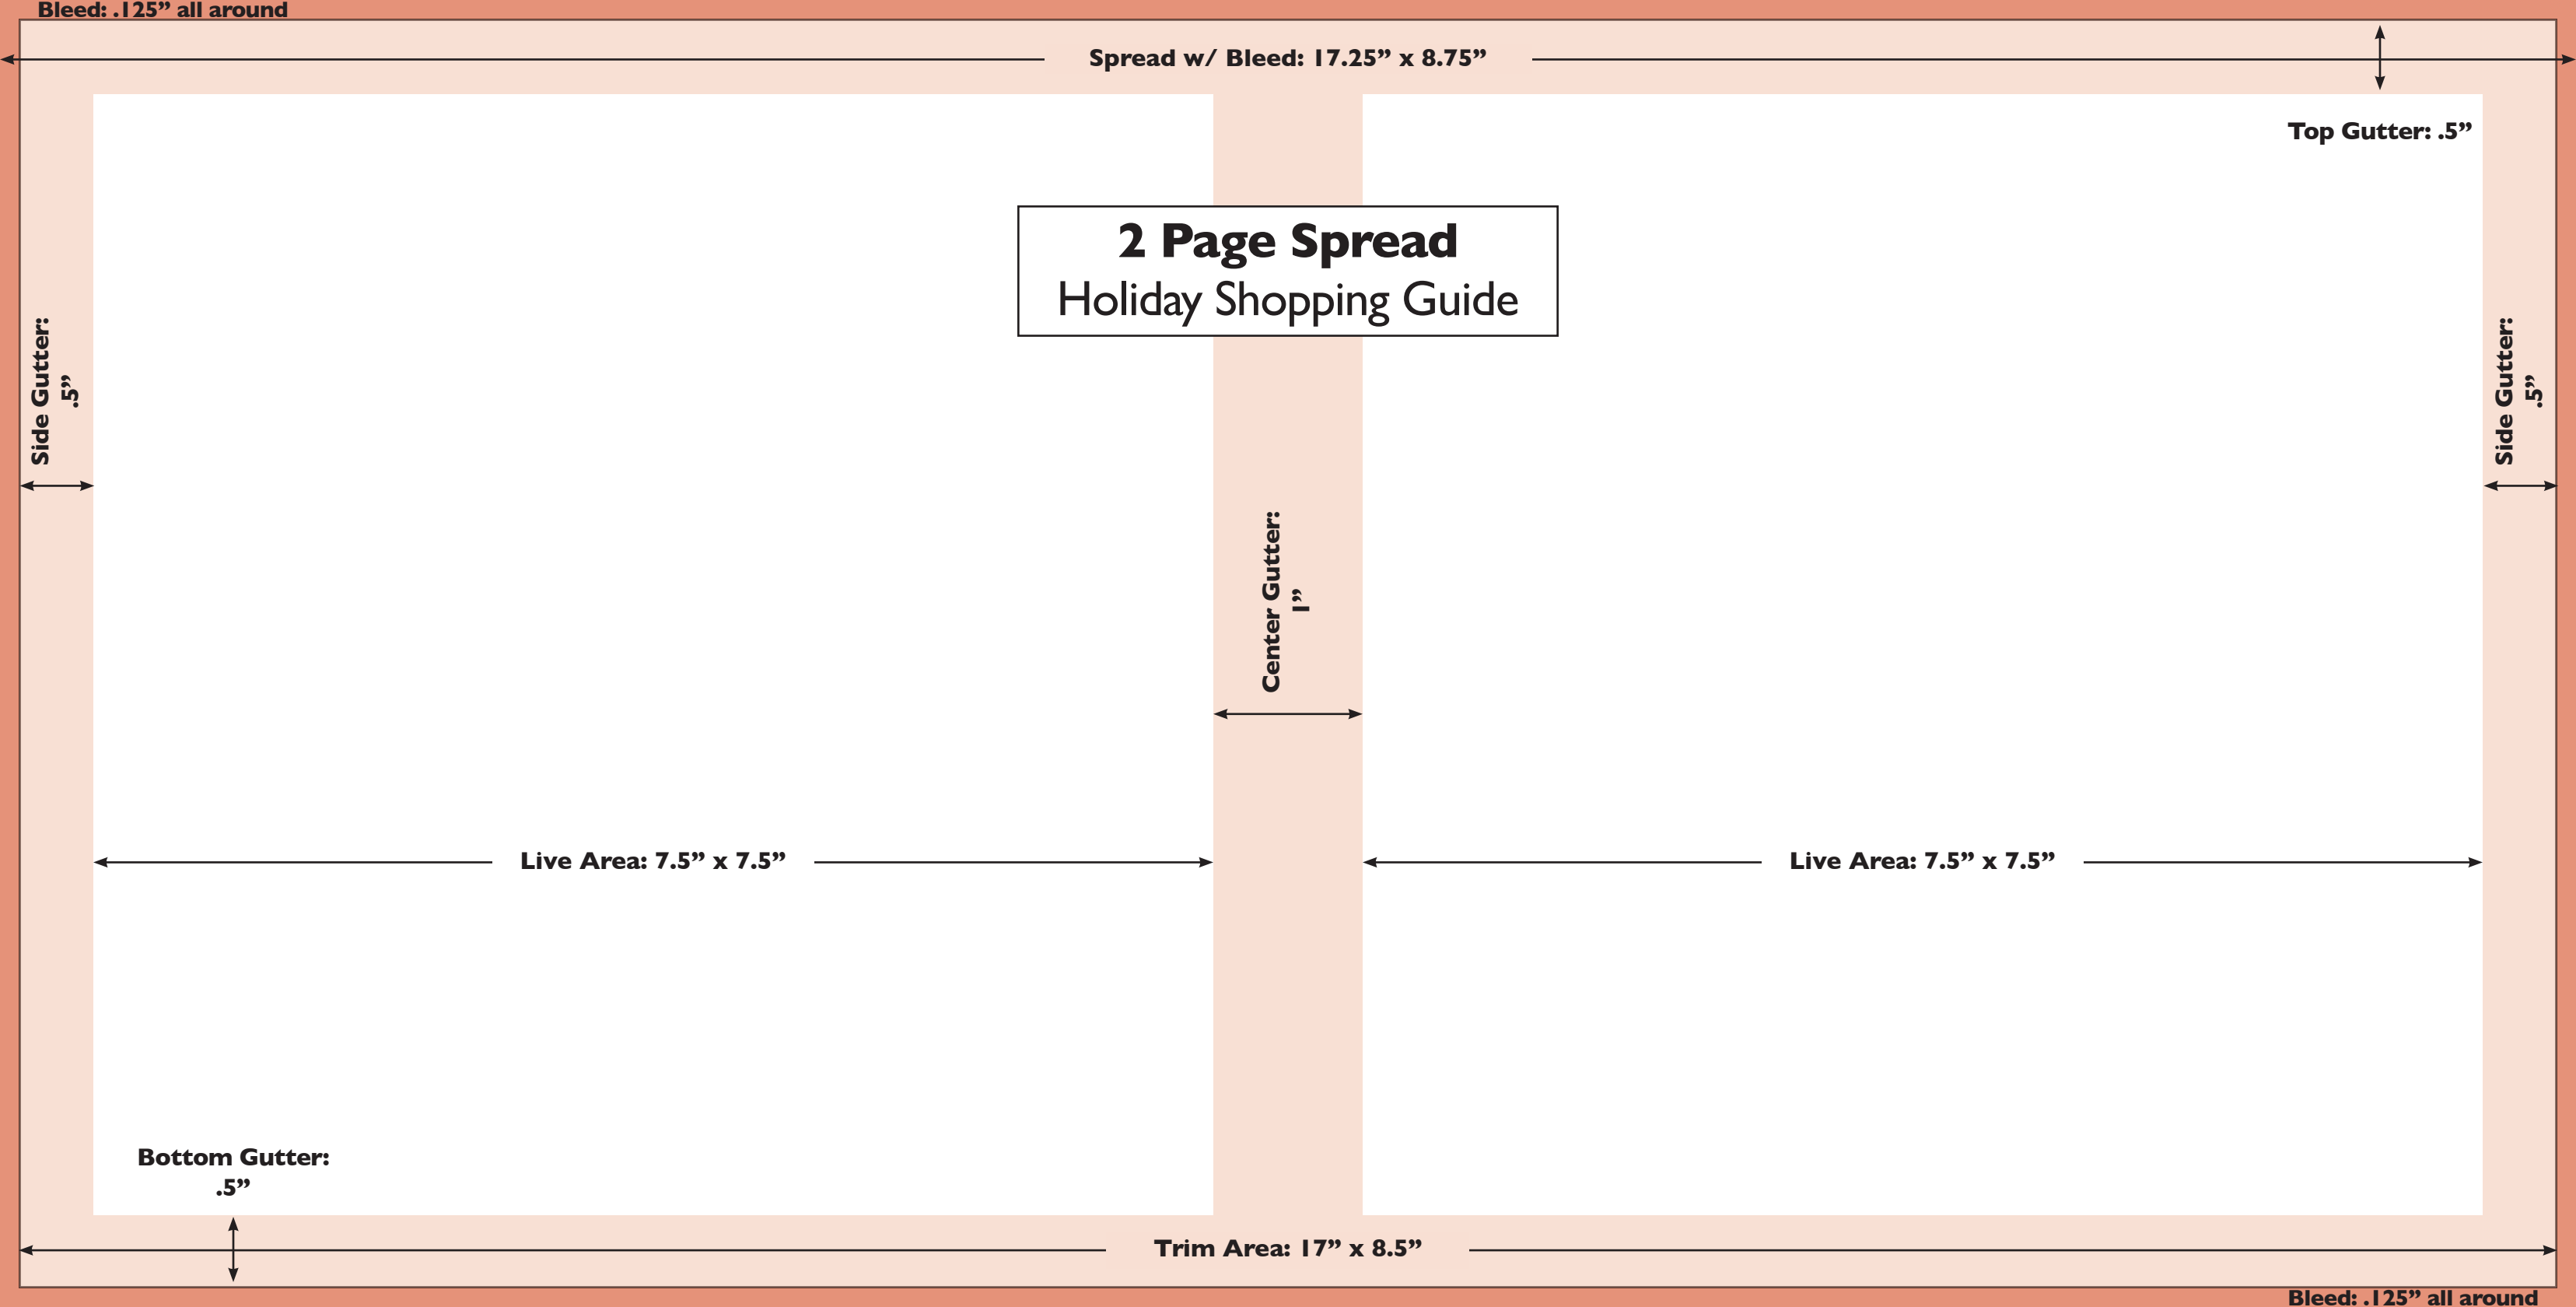 Bleed: .125” all around
Spread w/ Bleed: 17.25” x 8.75”
Top Gutter: .5”
2 Page Spread
Holiday Shopping Guide
Side Gutter:
.5”
Side Gutter:
.5”
Center Gutter:
1”
Live Area: 7.5” x 7.5”
Live Area: 7.5” x 7.5”
Bottom Gutter:
.5”
Trim Area: 17” x 8.5”
Bleed: .125” all around